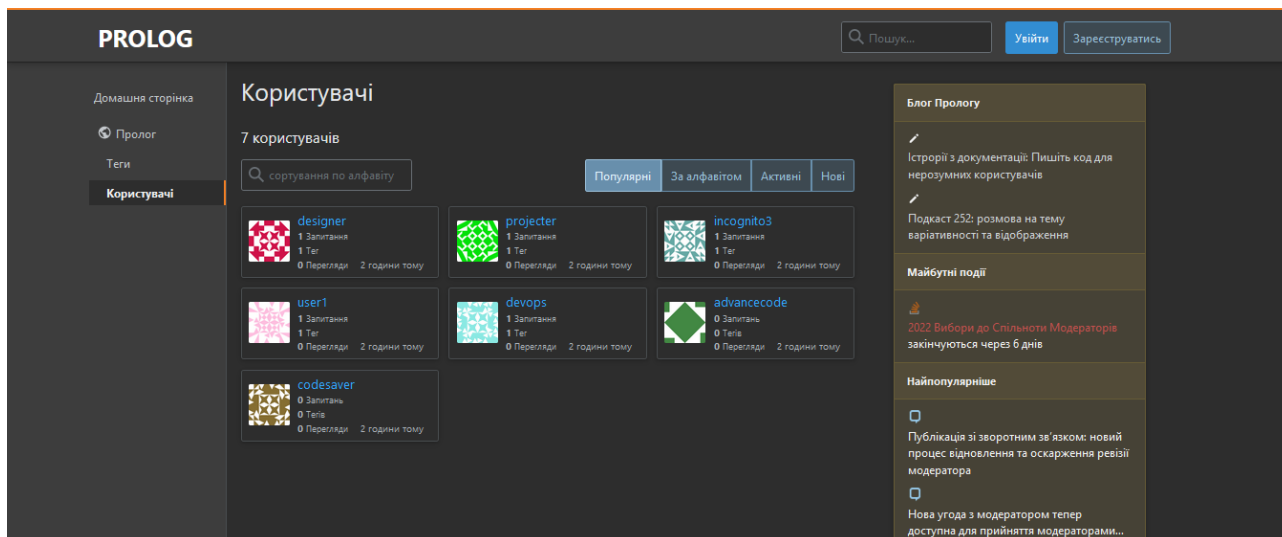 PROLOG
Пошук...
Увійти
Зареєструватись
Домашня сторінка
Пролог
Теги
Користувачі
Користувачі
7 користувачів
сортування по алфавіту
Популярні
За алфавітом
Активні
Нові
designer
1 Запитання
1 Тег
0 Перегляди 2 години тому
projecter
1 Запитання
1 Тег
0 Перегляди 2 години тому
incognito3
1 Запитання
1 Тег
0 Перегляди 2 години тому
user1
1 Запитання
1 Тег
0 Перегляди 2 години тому
devops
1 Запитання
1 Тег
0 Перегляди 2 години тому
advancecode
0 Запитань
0 Тегів
0 Перегляди 2 години тому
codesaver
0 Запитань
0 Тегів
0 Перегляди 2 години тому
Блог Прологу
Істрорії з документації: Пишіть код для
нерозумних користувачів
Подкаст 252: розмова на тему
варіативності та відображення
Майбутні події
2022 Вибори до Спільноти Модераторів
закінчуються через 6 днів
Найпопулярніше
Публікація зі зворотним зв'язком: новий
процес відновлення та оскарження ревізії
модератора
Нова угода з модератором тепер
доступна для прийняття модераторами...